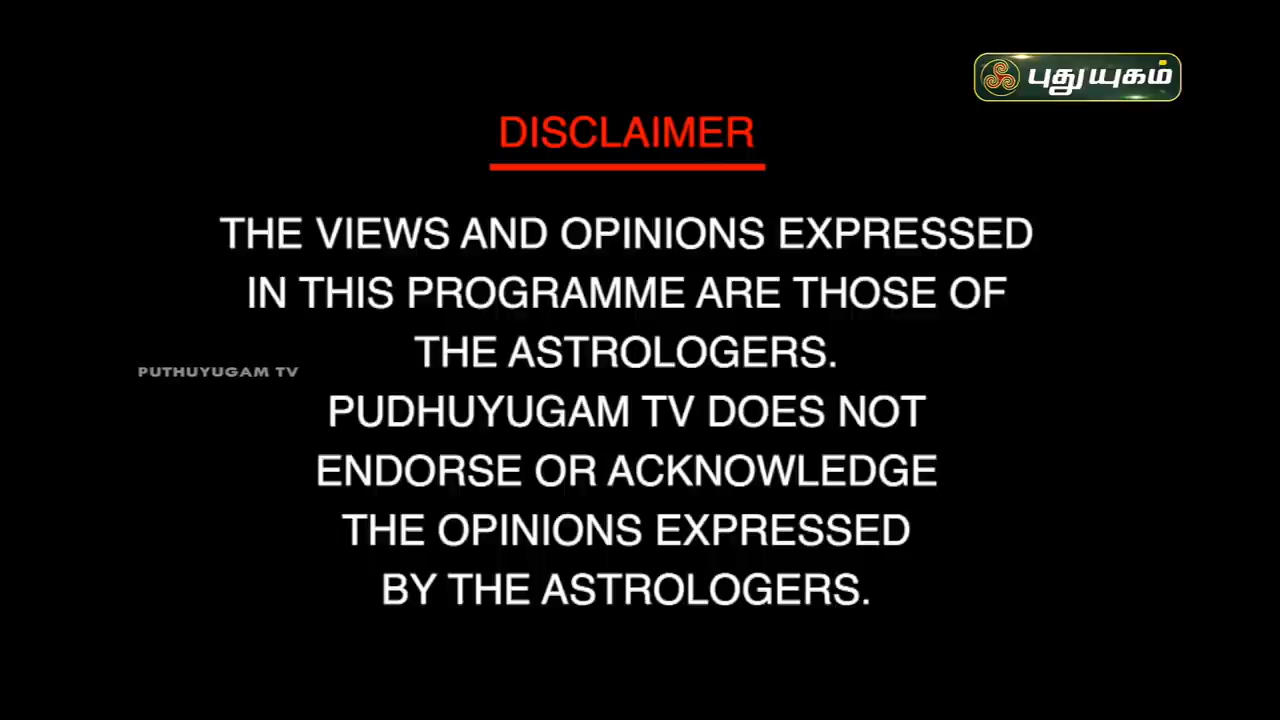 புதுயுகம்
DISCLAIMER
THE VIEWS AND OPINIONS EXPRESSED
IN THIS PROGRAMME ARE THOSE OF
THE ASTROLOGERS.
PUTHUYUGAM TV
PUDHUYUGAM TV DOES NOT
ENDORSE OR ACKNOWLEDGE
THE OPINIONS EXPRESSED
BY THE ASTROLOGERS.